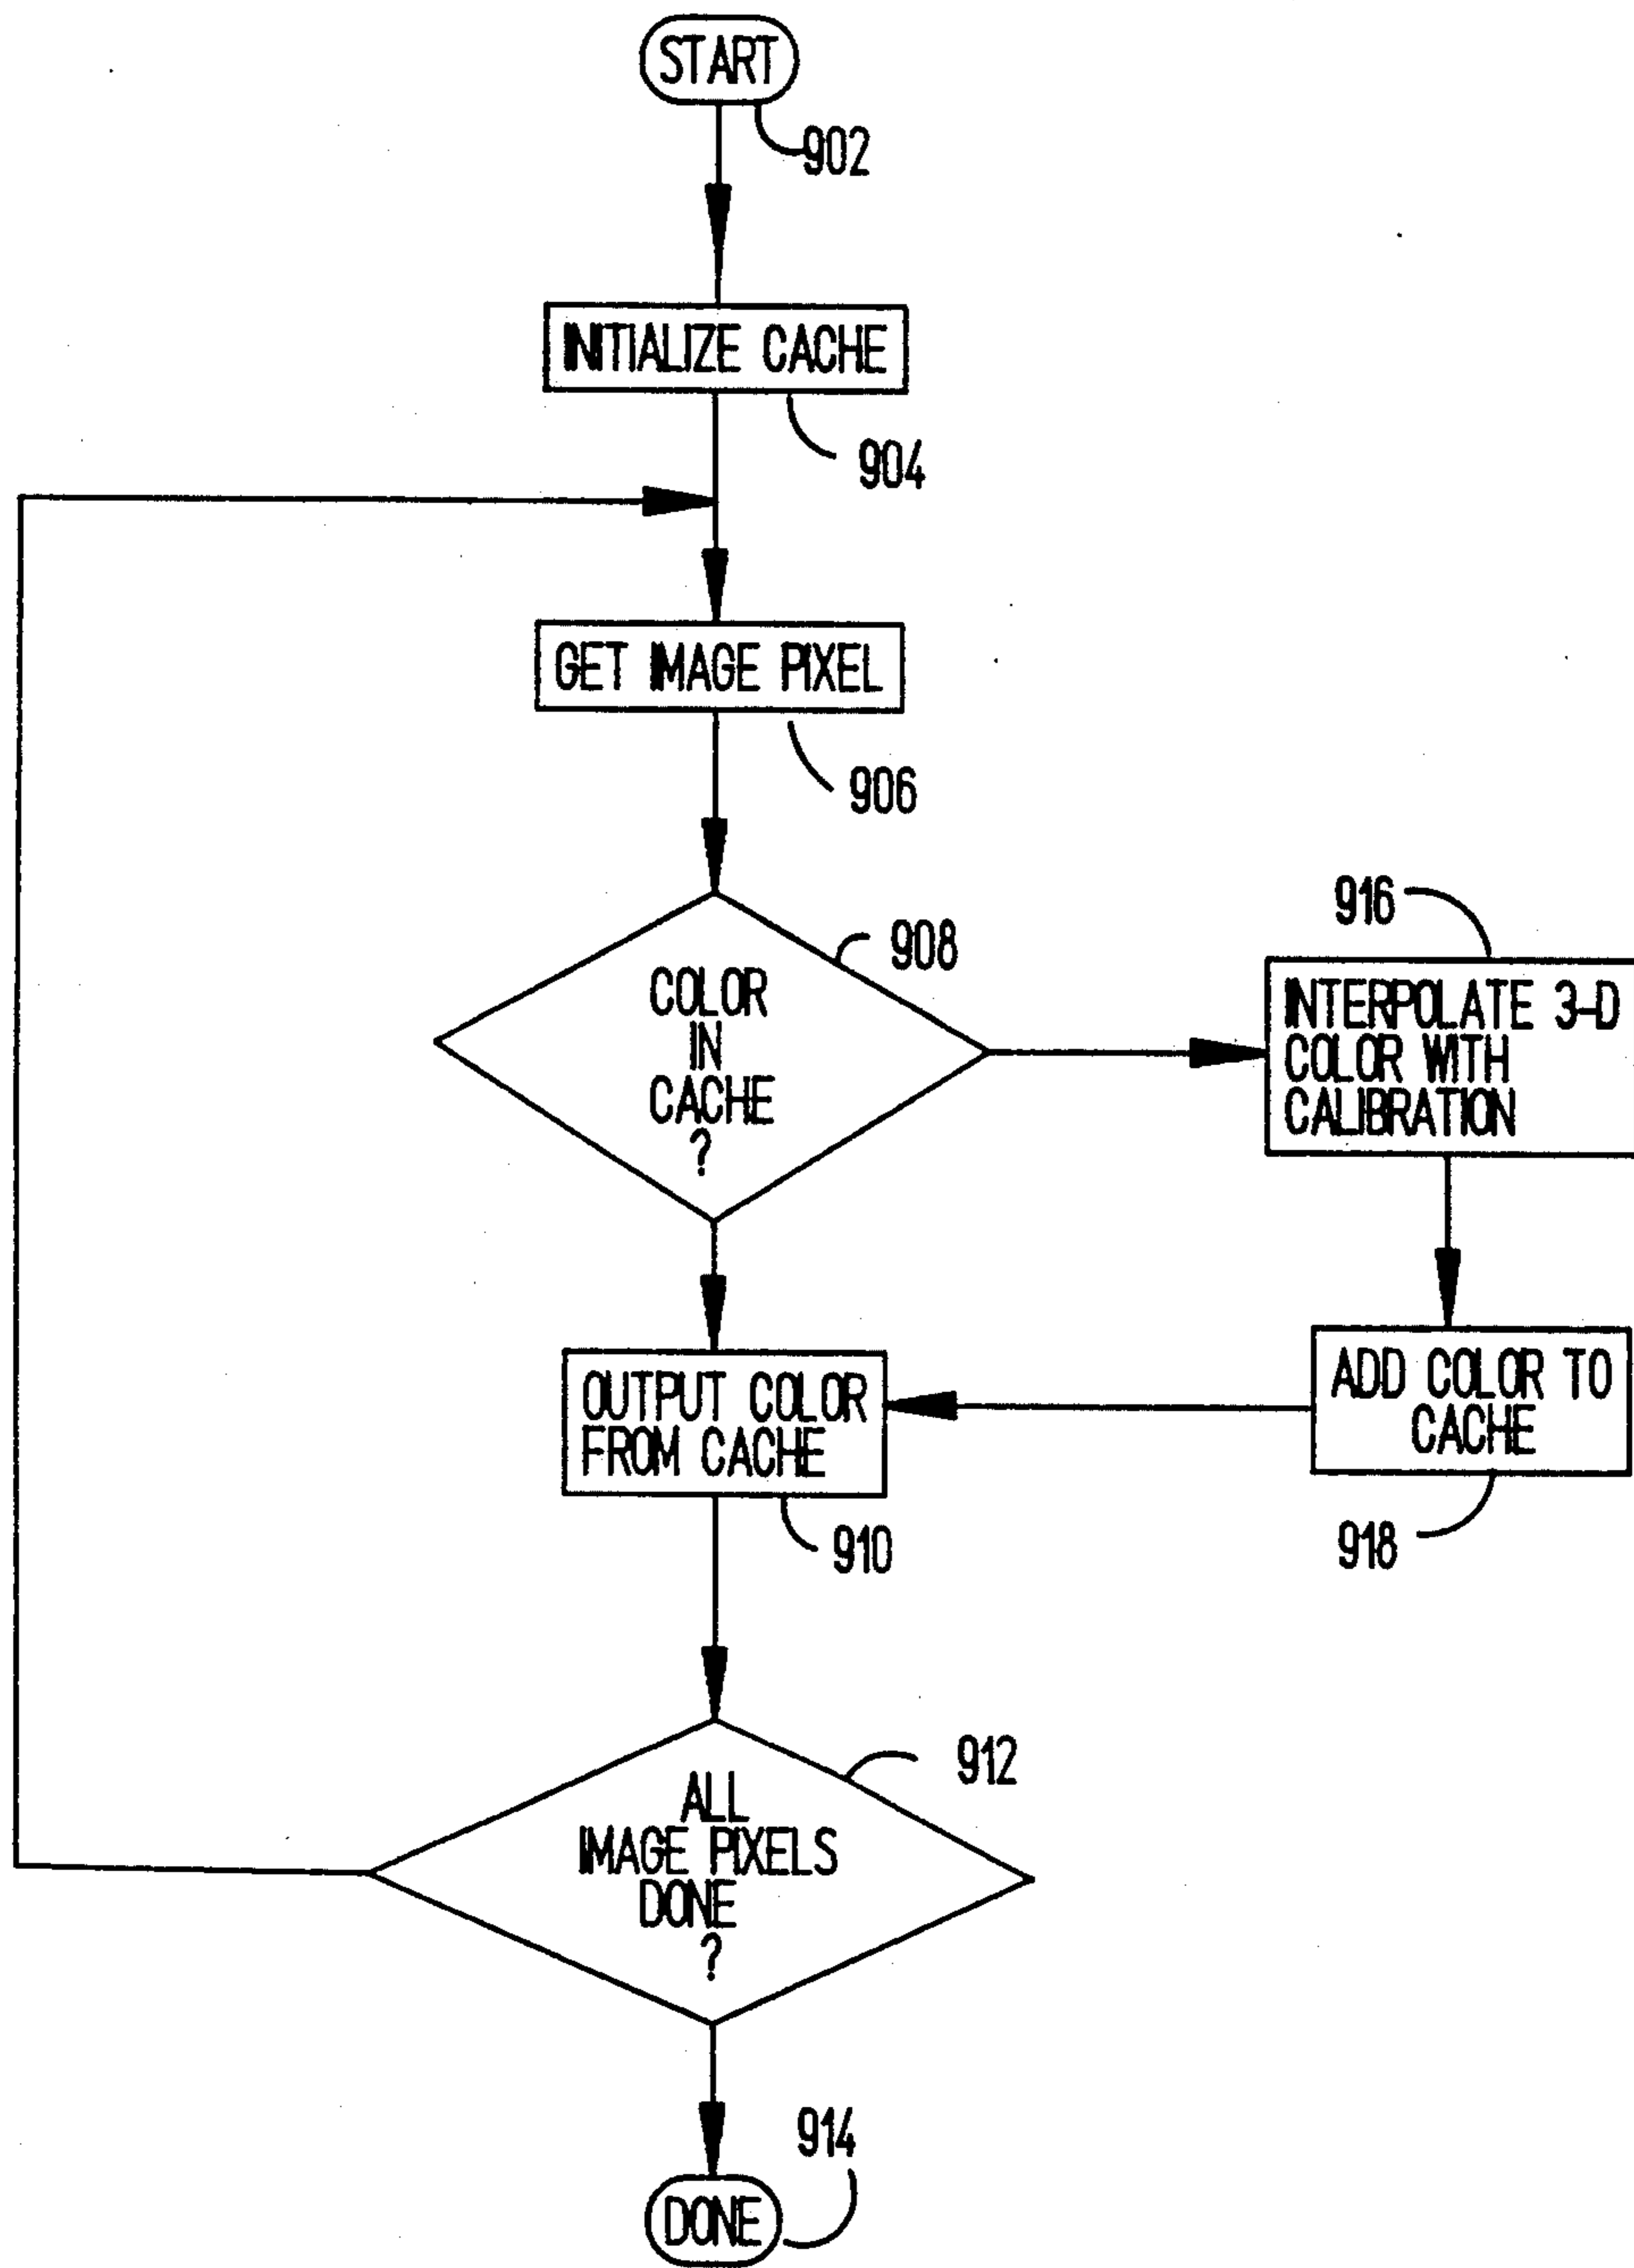 START
902
INITIALIZE CACHE
904
GET IMAGE PIXEL
906
COLOR
IN
CACHE
?
908
916
INTERPOLATE 3-D
COLOR WITH
CALIBRATION
ADD COLOR TO
CACHE
918
OUTPUT COLOR
FROM CACHE
910
ALL
IMAGE PIXELS
DONE
?
912
914
DONE